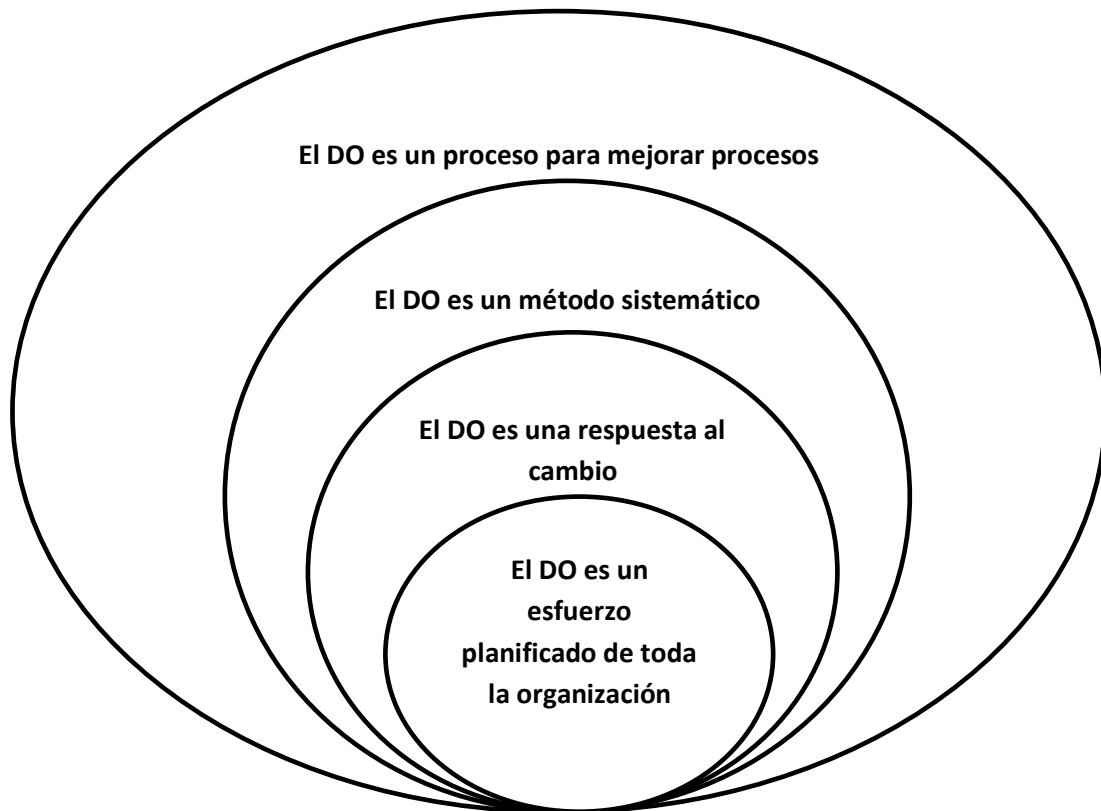 El DO es un proceso para mejorar procesos
El DO es un método sistemático
El DO es una respuesta al
cambio
El DO es un
esfuerzo
planificado de toda
la organización